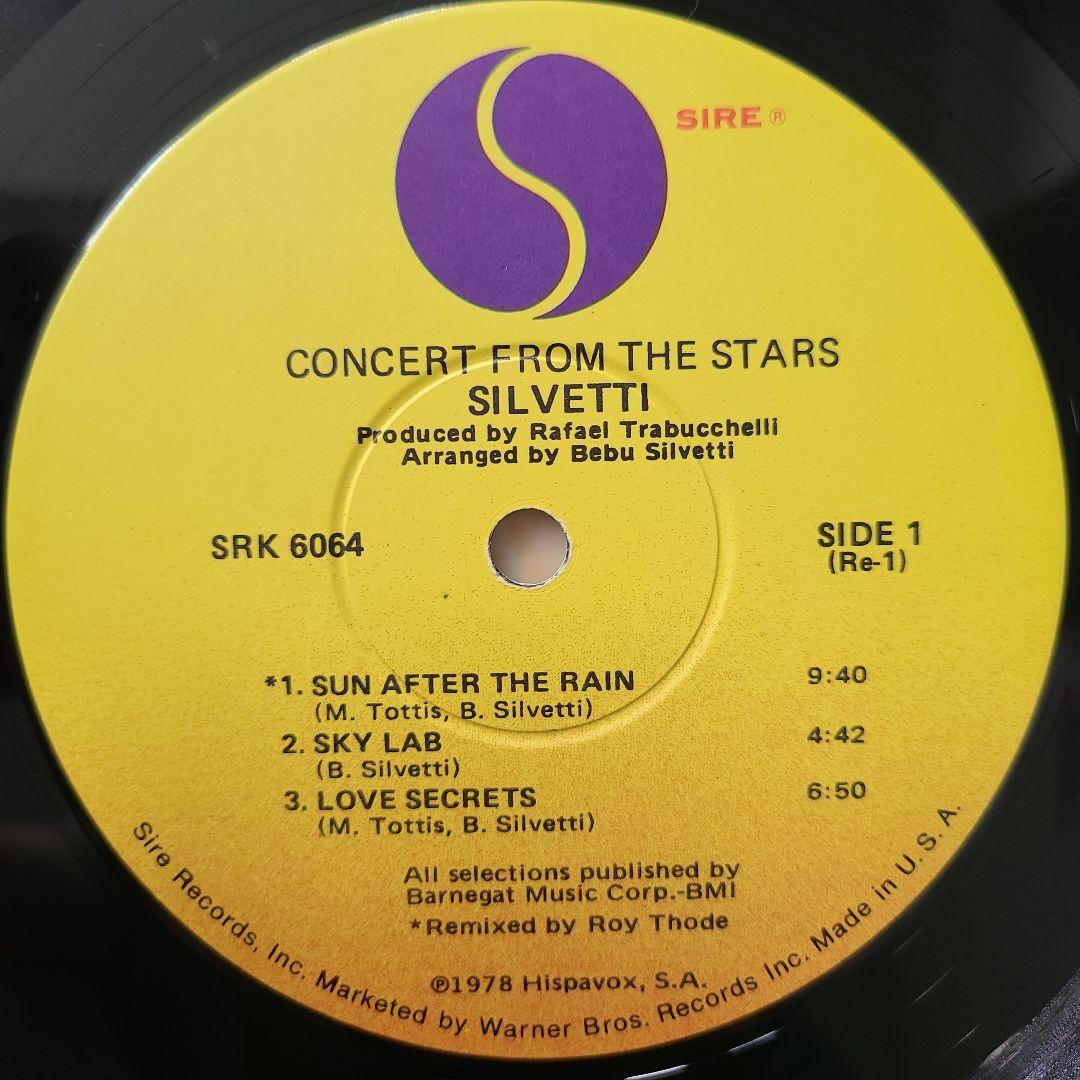 SIRE ®
CONCERT FROM THE STARS
SILVETTI
Produced by Rafael Trabucchelli
Arranged by Bebu Silvetti
SRK 6064
SIDE 1
(Re-1)
*1. SUN AFTER THE RAIN 9:40
(M. Tottis, B. Silvetti)
2. SKY LAB 4:42
(B. Silvetti)
3. LOVE SECRETS 6:50
(M. Tottis, B. Silvetti)
All selections published by
Barnegat Music Corp.-BMI
*Remixed by Roy Thode
℗1978 Hispavox, S.A.
Sire Records, Inc. Marketed by Warner Bros. Records Inc. Made in U. S. A.